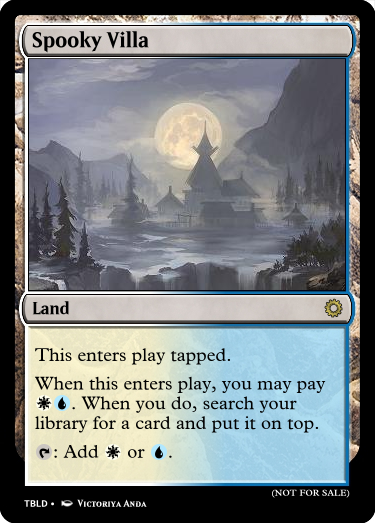 Spooky Villa
Land
This enters play tapped.
When this enters play, you may pay
. When you do, search your
library for a card and put it on top.
: Add or .
(NOT FOR SALE)
TBLD • Victoriya Anda